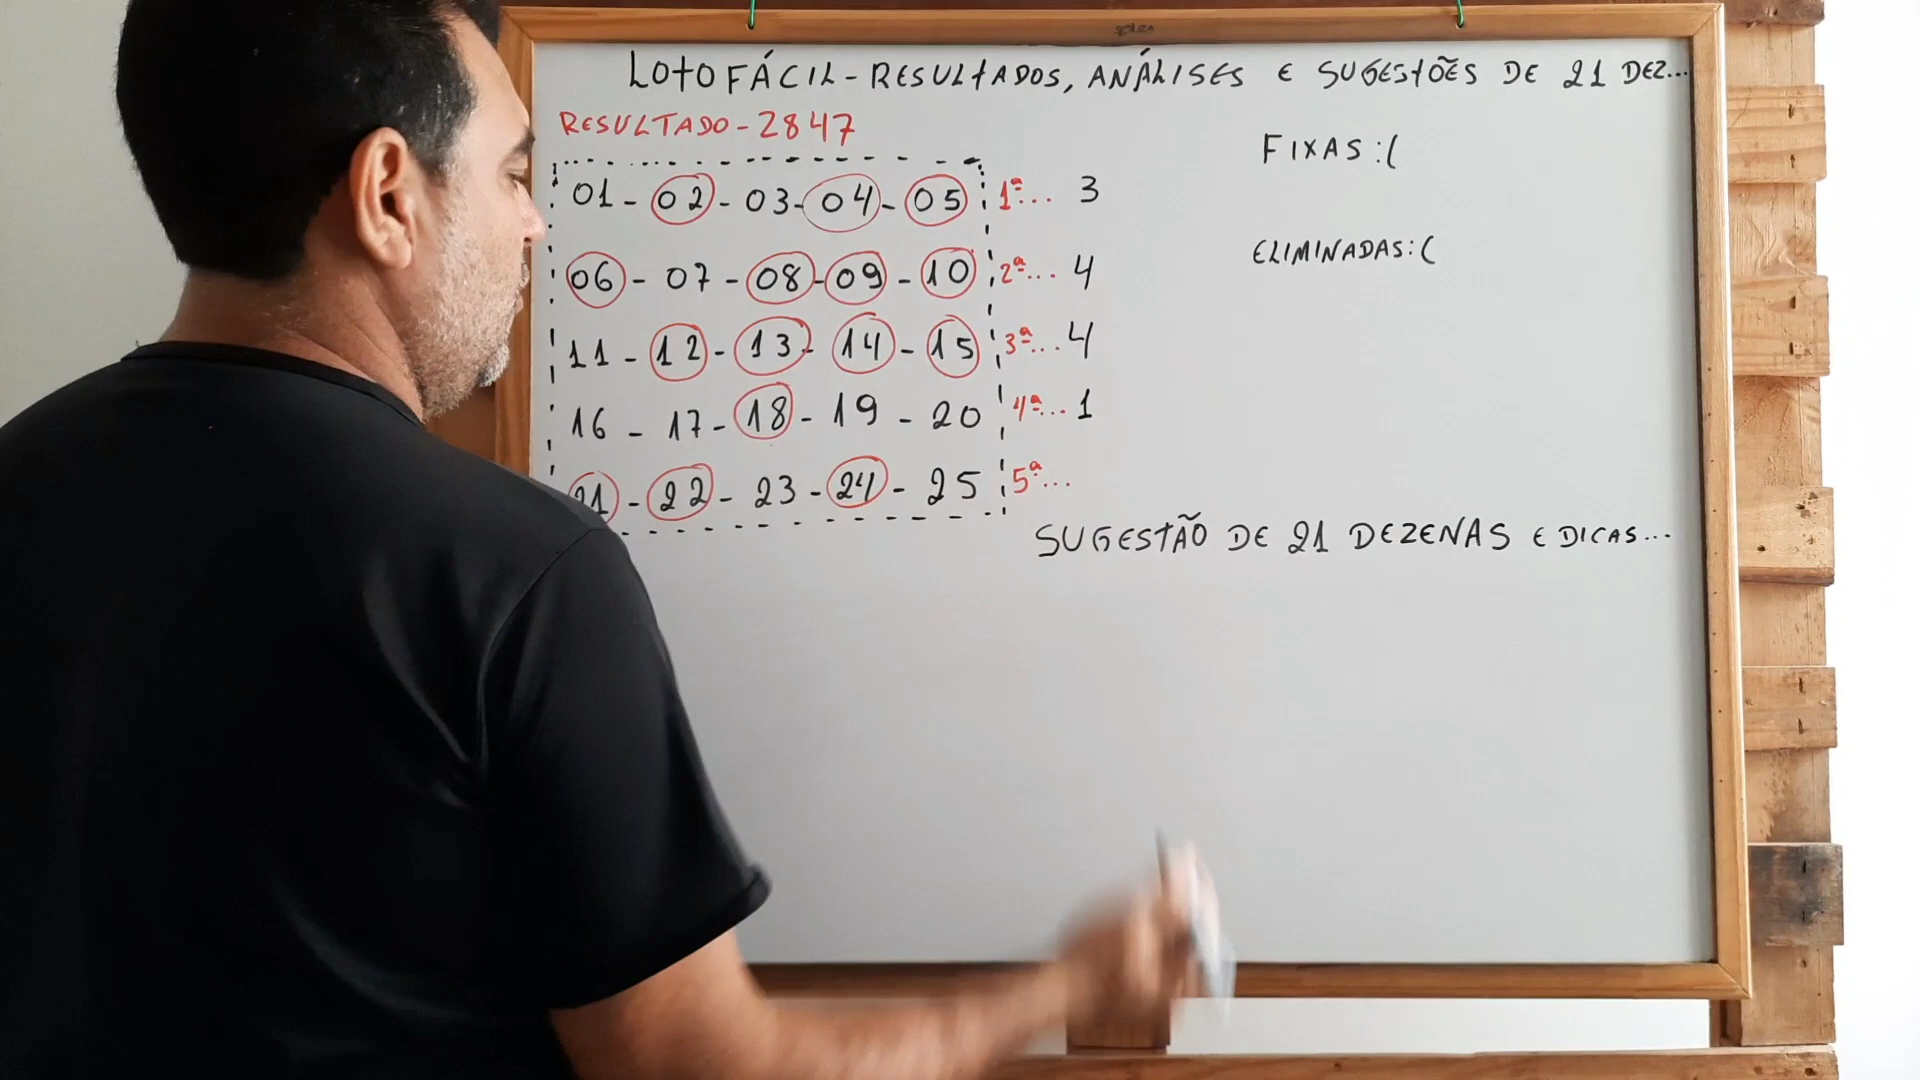 LOTOFÁCIL - RESULTADOS, ANÁLISES E SUGESTÕES DE 21 DEZ...
RESULTADO - 2847
FIXAS :(
01 - 02 - 03 - 04 - 05 1ª... 3
ELIMINADAS:(
06 - 07 - 08 - 09 - 10 2ª... 4
11 - 12 - 13 - 14 - 15 3ª... 4
16 - 17 - 18 - 19 - 20 4ª... 1
21 - 22 - 23 - 24 - 25 5ª...
SUGESTÃO DE 21 DEZENAS E DICAS...